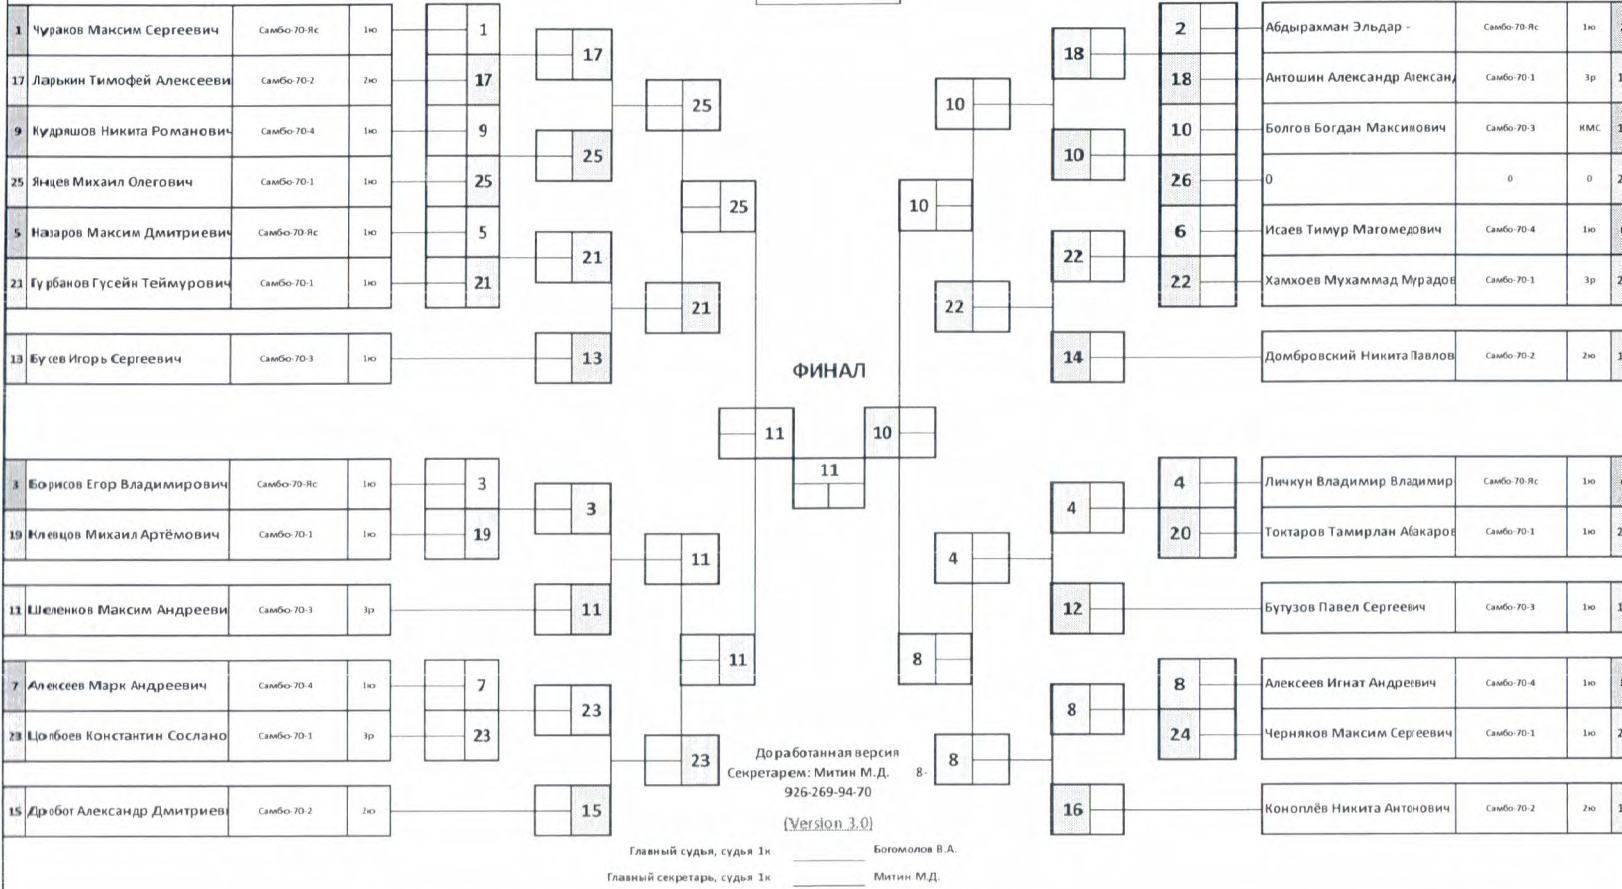 1 Чураков Максим Сергеевич Самбо-70-Яс 1ю
17 Ларькин Тимофей Алексееви Самбо-70-2 2ю
9 Кудряшов Никита Романович Самбо-70-4 1ю
25 Янцев Михаил Олегович Самбо-70-1 1ю
5 Назаров Максим Дмитриевич Самбо-70-Яс 1ю
21 Гурбанов Гусейн Теймурович Самбо-70-1 1ю
13 Бусев Игорь Сергеевич Самбо-70-3 1ю
3 Борисов Егор Владимирович Самбо-70-Яс 1ю
19 Клевцов Михаил Артёмович Самбо-70-1 1ю
11 Шеленков Максим Андрееви Самбо-70-3 3р
7 Алексеев Марк Андреевич Самбо-70-4 1ю
23 Цопбоев Константин Сослано Самбо-70-1 3р
15 Дробот Александр Дмитриев Самбо-70-2 2ю
1
17
9
25
5
21
3
19
7
23
17
25
21
13
3
11
23
15
25
21
11
23
25
11
ФИНАЛ
11 10
11
10
8
10
22
4
8
18
10
22
14
4
12
8
16
2 Абдырахман Эльдар - Самбо-70-Яс 1ю
18 Антошин Александр Алексан Самбо-70-1 3р 1
10 Болгов Богдан Максимович Самбо-70-3 КМС 1
26 0 0 0 2
6 Исаев Тимур Магомедович Самбо-70-4 1ю
22 Хамхоев Мухаммад Мурадов Самбо-70-1 3р 2
Домбровский Никита Павлов Самбо-70-2 2ю 1
4 Личкун Владимир Владимир Самбо-70-Яс 1ю
20 Токтаров Тамирлан Абакаров Самбо-70-1 1ю 2
Бутузов Павел Сергеевич Самбо-70-3 1ю 1
8 Алексеев Игнат Андреевич Самбо-70-4 1ю
24 Черняков Максим Сергеевич Самбо-70-1 1ю 2
Коноплёв Никита Антонович Самбо-70-2 2ю 1
Доработанная версия
Секретарем: Митин М.Д. 8-
926-269-94-70
(Version 3.0)
Главный судья, судья 1к Богомолов В.А.
Главный секретарь, судья 1к Митин М.Д.